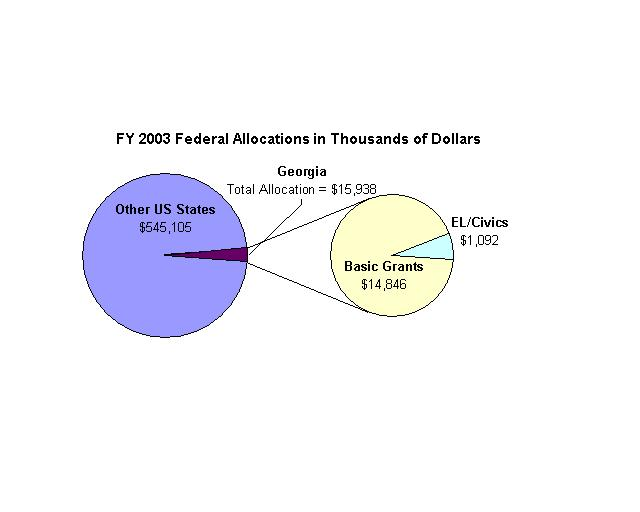 FY 2003 Federal Allocations in Thousands of Dollars
Georgia
Total Allocation = $15,938
Other US States
$545,105
EL/Civics
$1,092
Basic Grants
$14,846